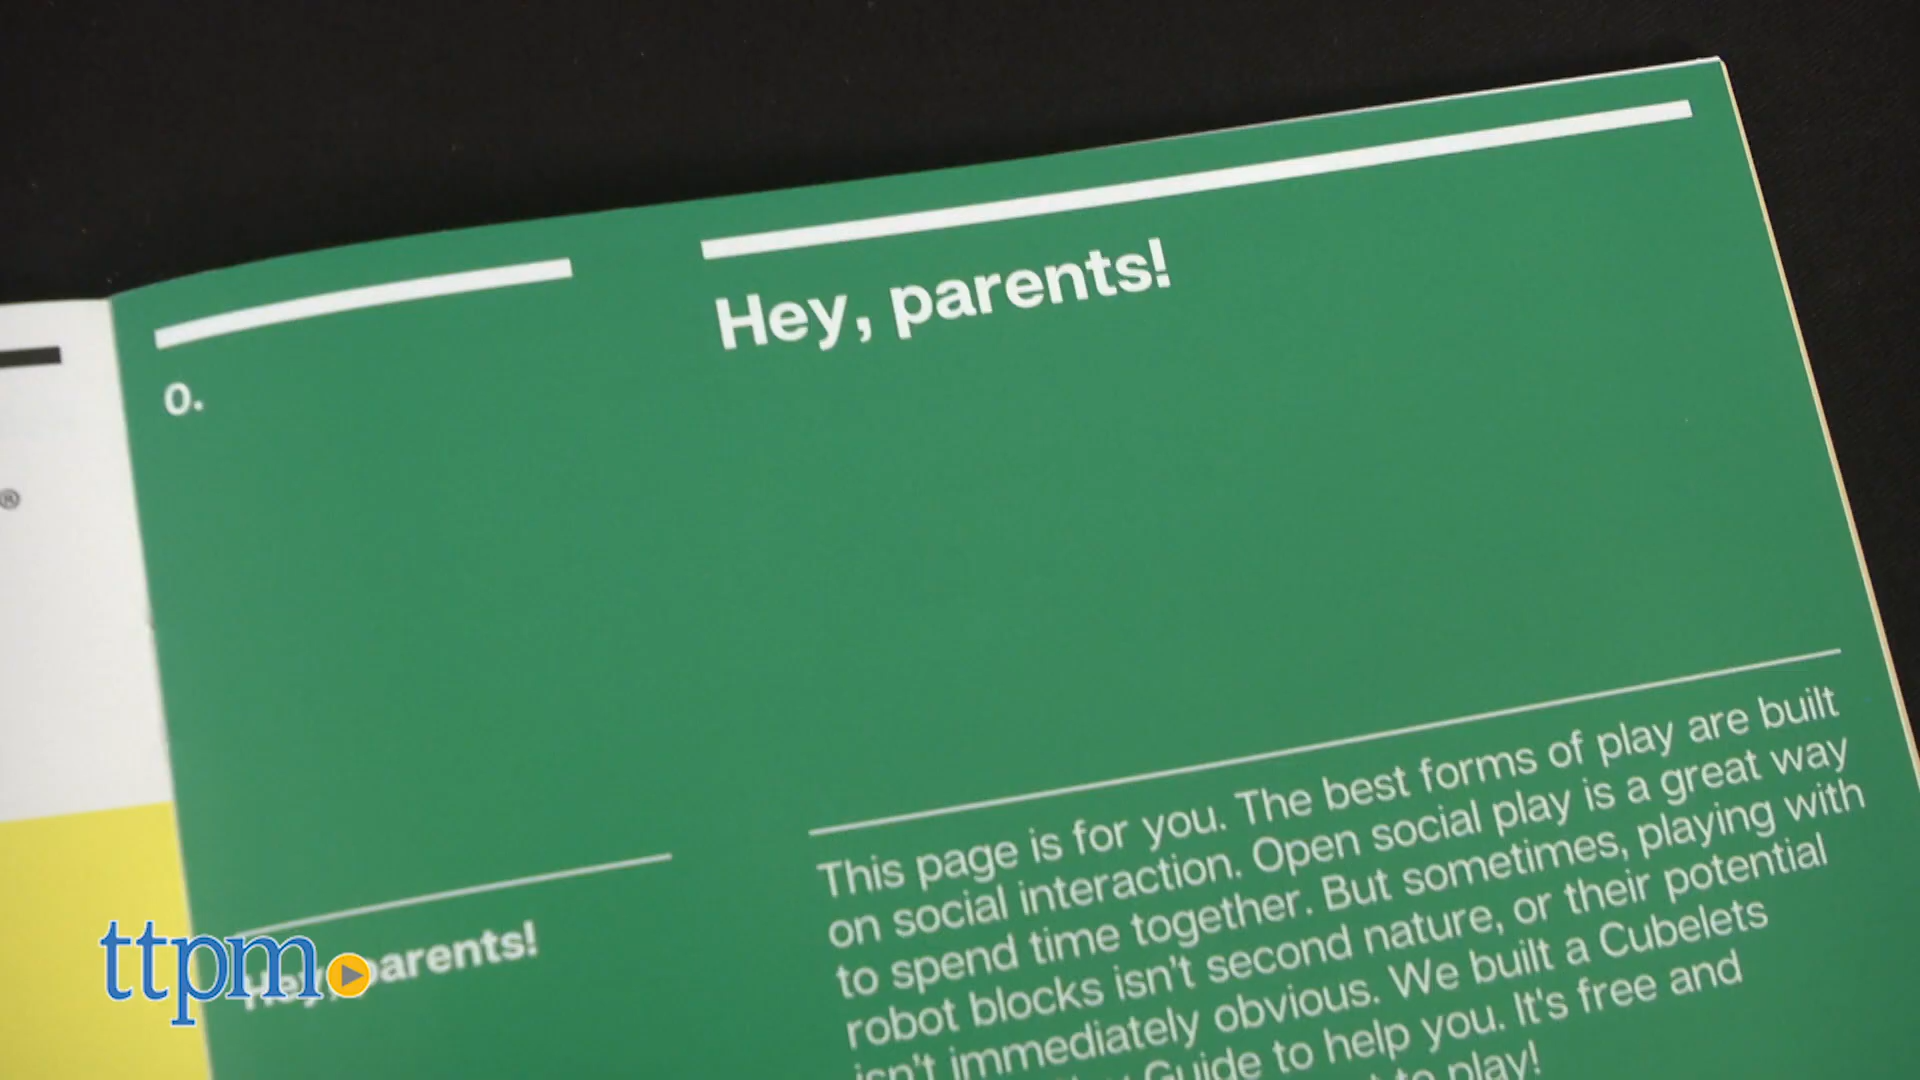 ®
0.
Hey, parents!
Hey, parents!
This page is for you. The best forms of play are built
on social interaction. Open social play is a great way
to spend time together. But sometimes, playing with
robot blocks isn't second nature, or their potential
isn't immediately obvious. We built a Cubelets
Guide to help you. It's free and
to play!
ttpm